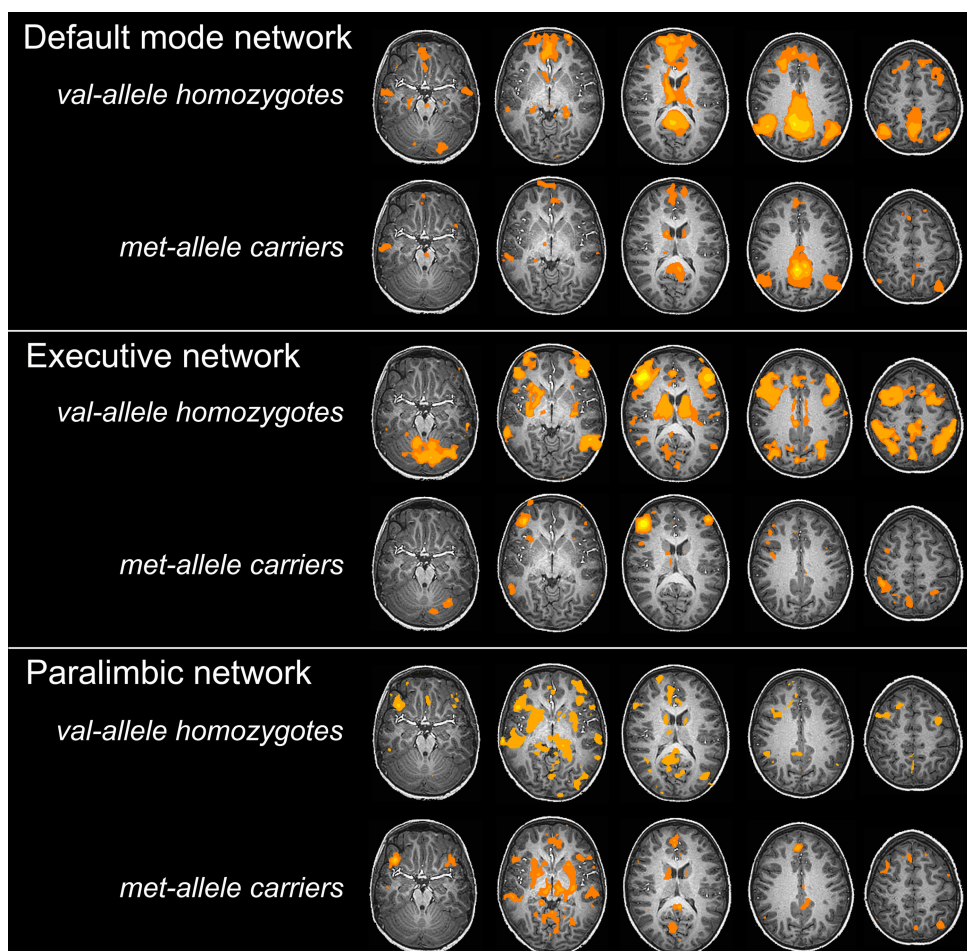 Default mode network
val-allele homozygotes
met-allele carriers
Executive network
val-allele homozygotes
met-allele carriers
Paralimbic network
val-allele homozygotes
met-allele carriers